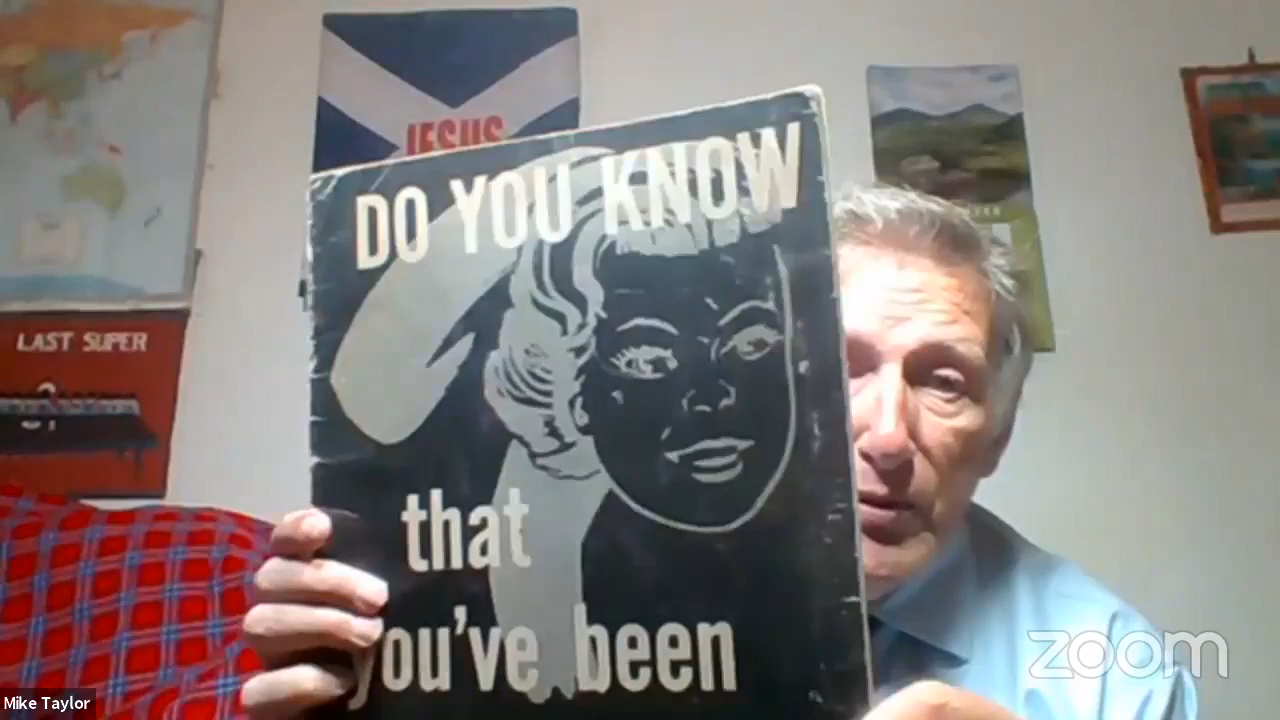 JESUS
DO YOU KNOW
that
you've been
LAST SUPER
Mike Taylor
zoom